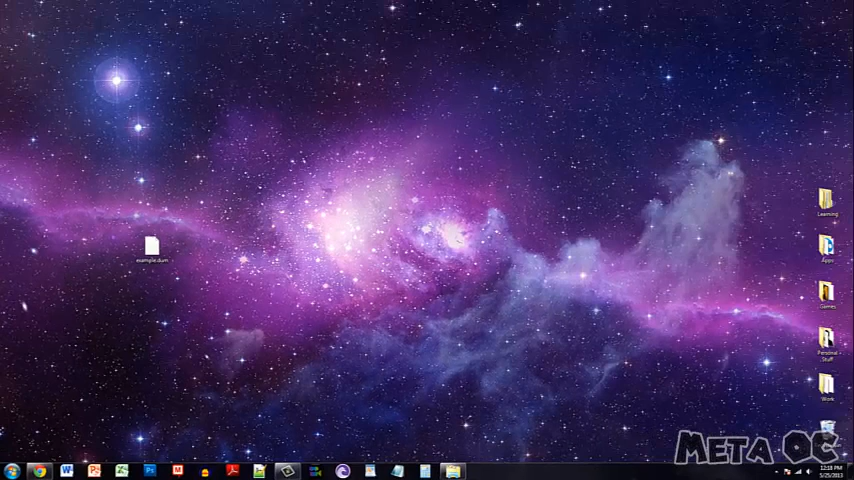 Learning
example.dum
Apps
Games
Personal
Stuff
Work
META OC
12:18 PM
5/25/2013